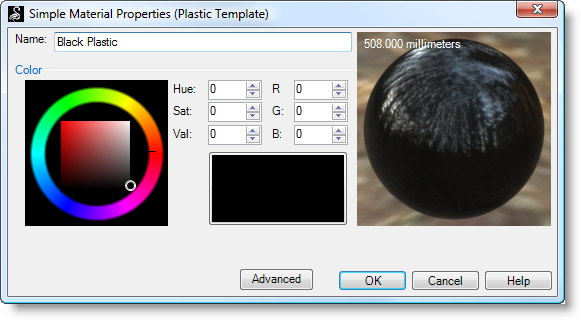 Simple Material Properties (Plastic Template)
Name: Black Plastic
508.000 millimeters
Color
Hue: 0 R 0
Sat: 0 G: 0
Val: 0 B: 0
Advanced OK Cancel Help